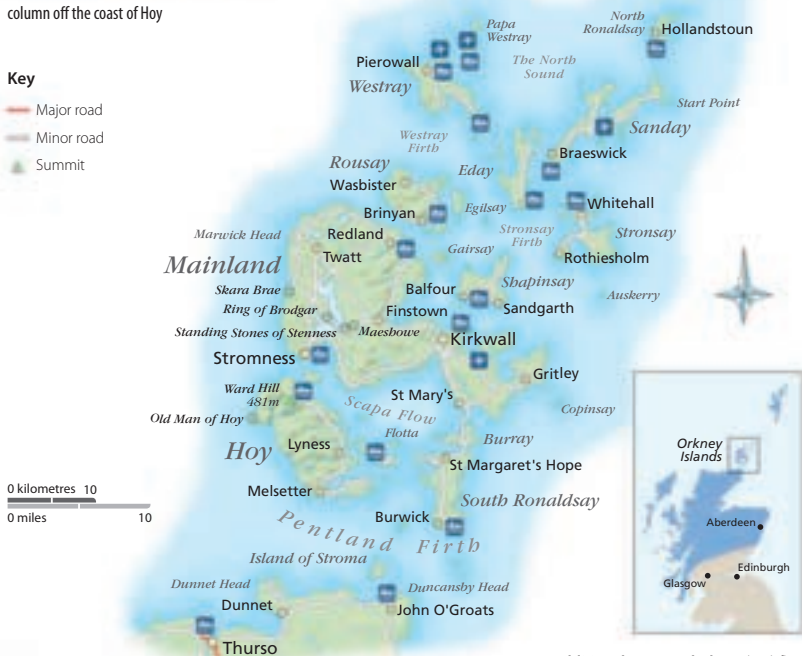 column off the coast of Hoy
Key
Major road
Minor road
Summit
Papa
Westray
North
Ronaldsay
Hollandstoun
Pierowall
The North
Sound
Westray
Start Point
Sanday
Westray
Firth
Braeswick
Rousay
Eday
Wasbister
Egilsay
Whitehall
Brinyan
Marwick Head
Redland
Stronsay
Firth
Stronsay
Twatt
Gairsay
Rothiesholm
Mainland
Skara Brae
Balfour
Shapinsay
Auskerry
Ring of Brodgar
Finstown
Sandgarth
Standing Stones of Stenness
Maeshowe
Kirkwall
Stromness
Gritley
Ward Hill
481m
St Mary's
Scapa Flow
Copinsay
Old Man of Hoy
Flotta
Hoy
Lyness
Burray
St Margaret's Hope
Melsetter
South Ronaldsay
Burwick
Pentland Firth
Island of Stroma
Dunnet Head
Duncansby Head
Dunnet
John O'Groats
Thurso
0 kilometres 10
0 miles 10
Orkney
Islands
Aberdeen
Edinburgh
Glasgow